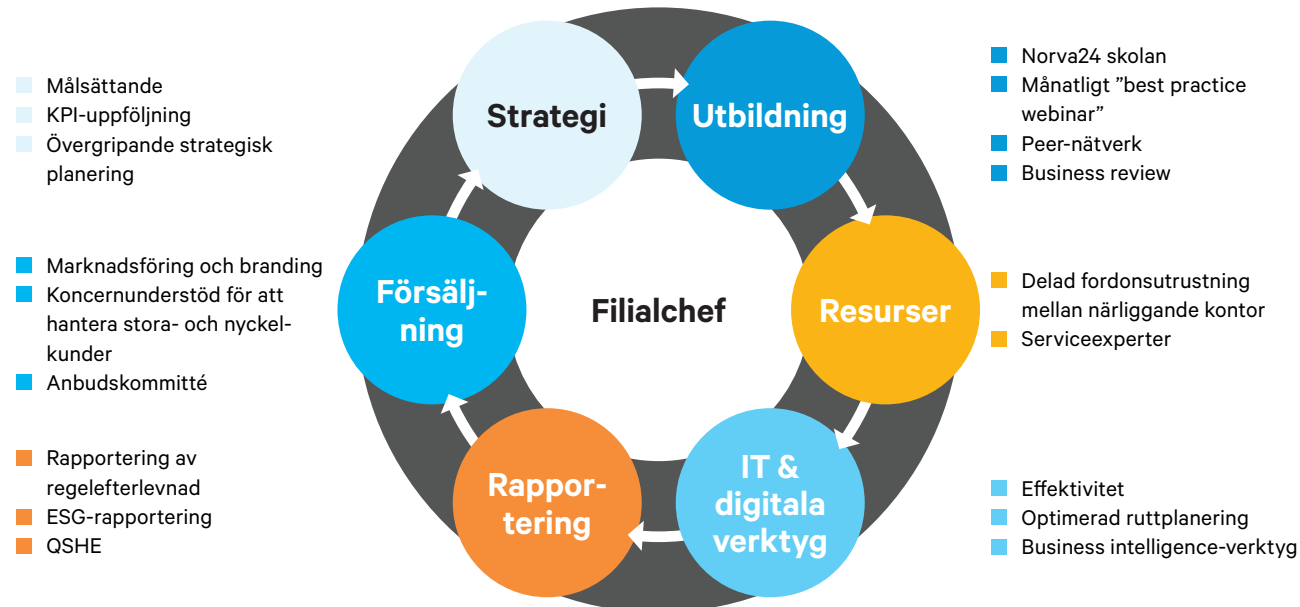 Målsättande
KPI-uppföljning
Övergripande strategisk
planering
Marknadsföring och branding
Koncernunderstöd för att
hantera stora- och nyckel-
kunder
Anbudskommitté
Rapportering av
regelefterlevnad
ESG-rapportering
QSHE
Strategi
Utbildning
Försälj-
ning
Filialchef
Resurser
Rappor-
tering
IT &
digitala
verktyg
Norva24 skolan
Månatligt ”best practice
webinar”
Peer-nätverk
Business review
Delad fordonsutrustning
mellan närliggande kontor
Serviceexperter
Effektivitet
Optimerad ruttplanering
Business intelligence-verktyg